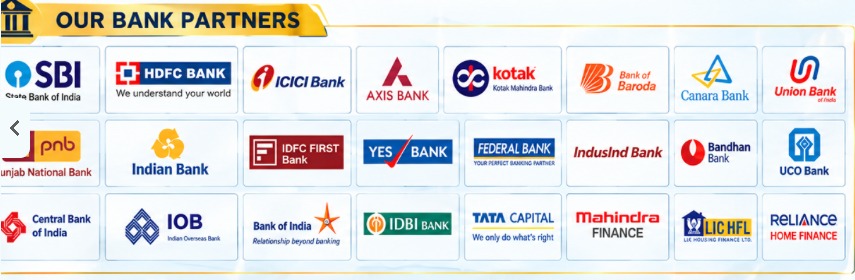 OUR BANK PARTNERS
SBI
State Bank of India
HDFC BANK
We understand your world
ICICI Bank
AXIS BANK
kotak
Kotak Mahindra Bank
Bank of
Baroda
Canara Bank
Union Bank
of India
pnb
unjab National Bank
Indian Bank
IDFC FIRST
Bank
YES BANK
FEDERAL BANK
YOUR PERFECT BANKING PARTNER
IndusInd Bank
Bandhan
Bank
UCO Bank
Central Bank
of India
IOB
Indian Overseas Bank
Bank of India
Relationship beyond banking
IDBI BANK
TATA CAPITAL
We only do what's right
Mahindra
FINANCE
LIC HFL
LIC HOUSING FINANCE LTD.
RELIANCE
HOME FINANCE